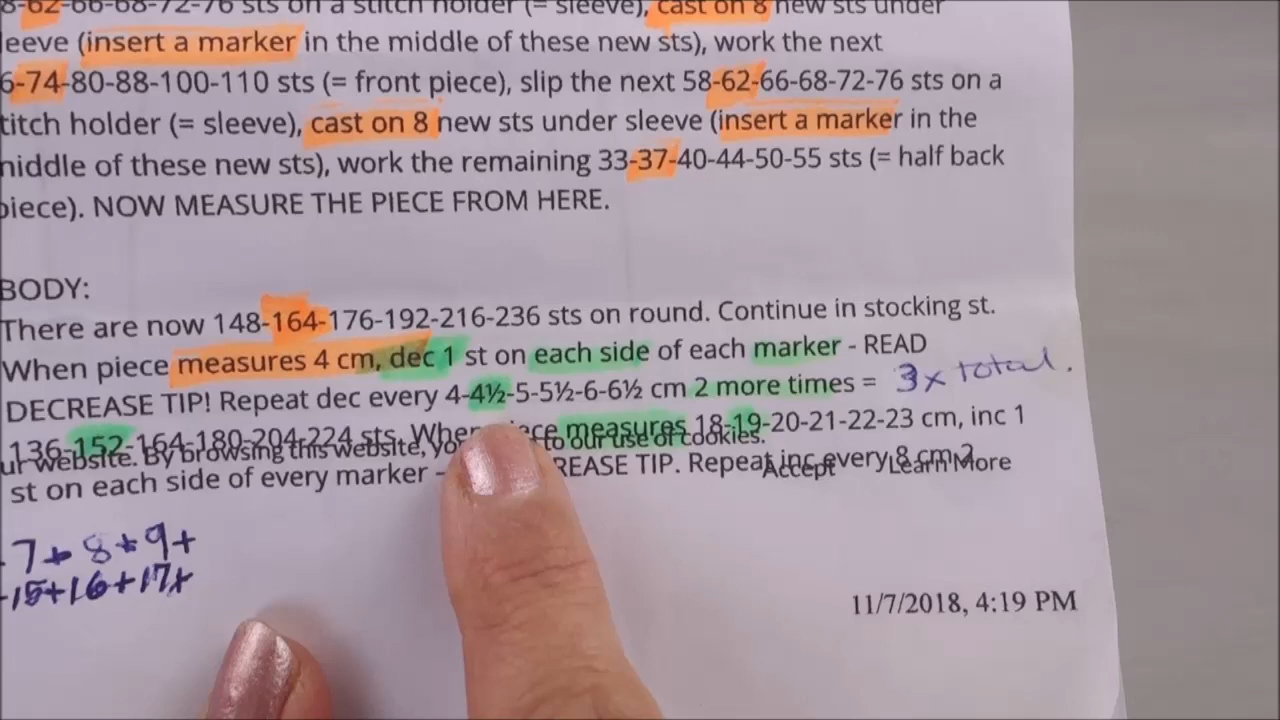 -62-66-68-72-76 sts on a stitch holder (= sleeve), cast on 8 new sts under
eeve (insert a marker in the middle of these new sts), work the next
6-74-80-88-100-110 sts (= front piece), slip the next 58-62-66-68-72-76 sts on a
titch holder (= sleeve), cast on 8 new sts under sleeve (insert a marker in the
niddle of these new sts), work the remaining 33-37-40-44-50-55 sts (= half back
piece). NOW MEASURE THE PIECE FROM HERE.
BODY:
There are now 148-164-176-192-216-236 sts on round. Continue in stocking st.
When piece measures 4 cm, dec 1 st on each side of each marker - READ
DECREASE TIP! Repeat dec every 4-4½-5-5½-6-6½ cm 2 more times = 3x total.
136-152-164-180-204-224 sts. When piece measures 18-19-20-21-22-23 cm, inc 1
ur website. By browsing this website, yo to our use of cookies. Accept Learn More
st on each side of every marker - REASE TIP. Repeat inc every 8 cm 2
7+8+9+
15+16+17+
11/7/2018, 4:19 PM